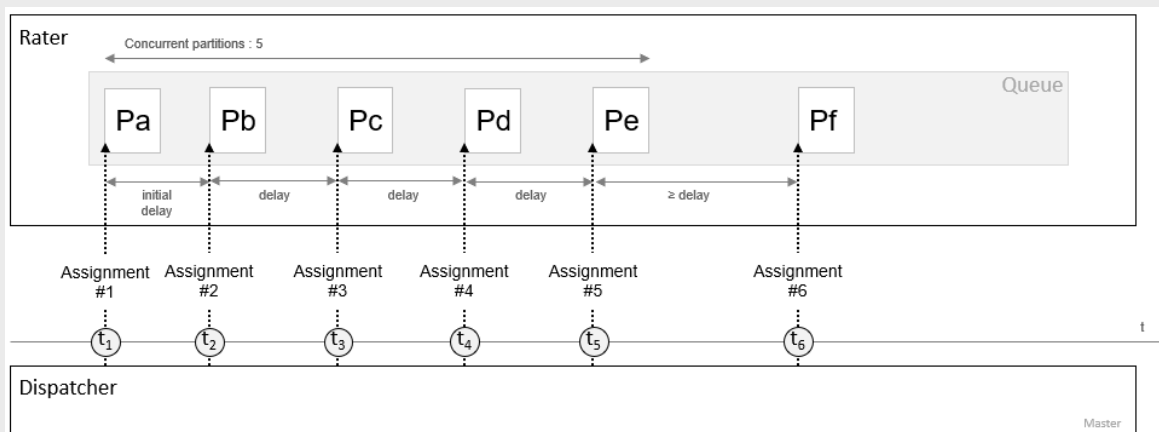 Rater
Concurrent partitions : 5
Queue
Pa
Pb
Pc
Pd
Pe
Pf
initial
delay
delay
delay
delay
≥ delay
Assignment
#1
Assignment
#2
Assignment
#3
Assignment
#4
Assignment
#5
Assignment
#6
t
t1
t2
t3
t4
t5
t6
Dispatcher
Master